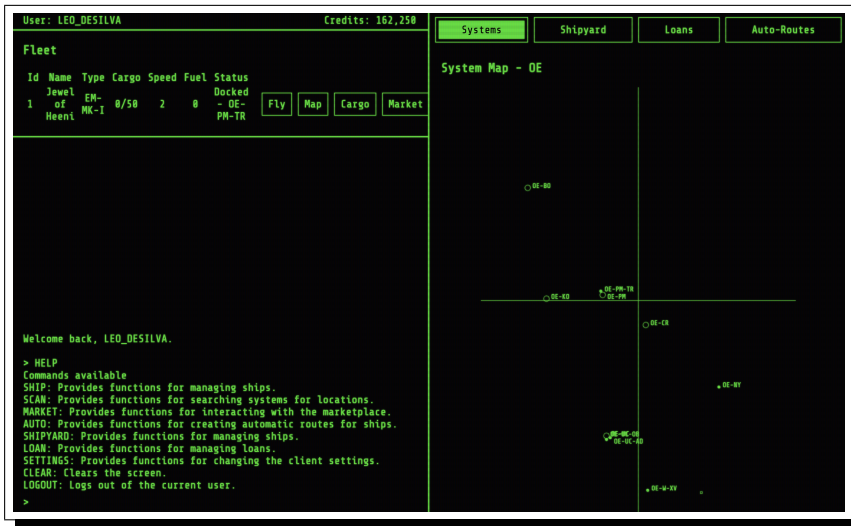 User: LEO_DESILVA
Credits: 162,250
Fleet
Id Name Type Cargo Speed Fuel Status
1 Jewel of Heeni EM-MK-I 0/50 2 0 Docked - OE-PM-TR Fly Map Cargo Market
Welcome back, LEO_DESILVA.
> HELP
Commands available
SHIP: Provides functions for managing ships.
SCAN: Provides functions for searching systems for locations.
MARKET: Provides functions for interacting with the marketplace.
AUTO: Provides functions for creating automatic routes for ships.
SHIPYARD: Provides functions for managing ships.
LOAN: Provides functions for managing loans.
SETTINGS: Provides functions for changing the client settings.
CLEAR: Clears the screen.
LOGOUT: Logs out of the current user.
>
Systems Shipyard Loans Auto-Routes
System Map - OE
OE-BO
OE-PM-TR
OE-PM
OE-KO
OE-CR
OE-NY
OE-UC-AD
OE-W-XV